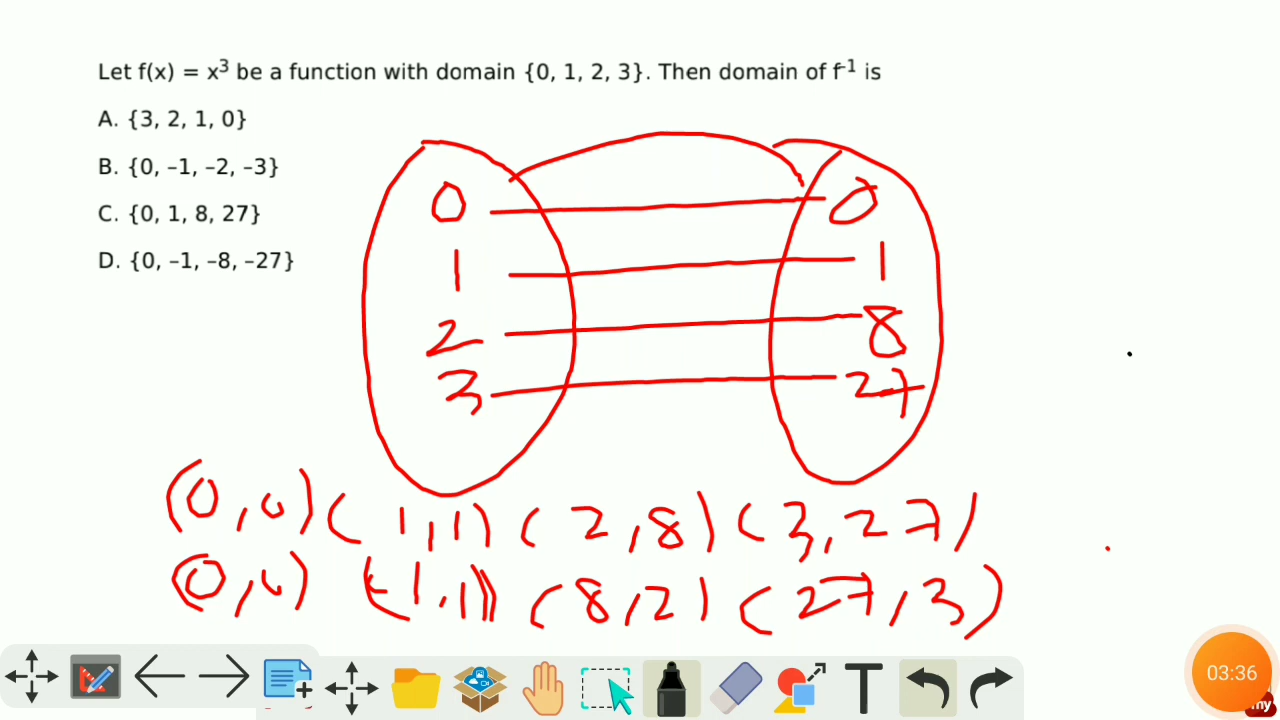 Let f(x) = x³ be a function with domain {0, 1, 2, 3}. Then domain of f⁻¹ is
A. {3, 2, 1, 0}
B. {0, –1, –2, –3}
C. {0, 1, 8, 27}
D. {0, –1, –8, –27}
0 0
1 1
2 8
3 27
(0,0) (1,1) (2,8) (3,27)
(0,0) (1,1) (8,2) (27,3)
T
03:36
my